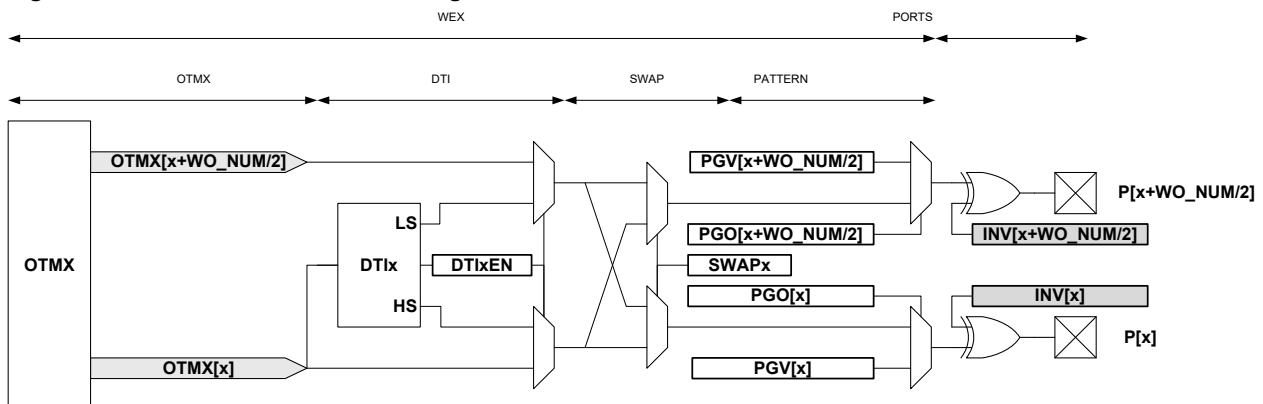 WEX PORTS
OTMX DTI SWAP PATTERN
OTMX[x+WO_NUM/2] PGV[x+WO_NUM/2]
P[x+WO_NUM/2]
LS
PGO[x+WO_NUM/2] INV[x+WO_NUM/2]
OTMX DTIx DTIxEN SWAPx
PGO[x] INV[x]
HS
P[x]
OTMX[x] PGV[x]